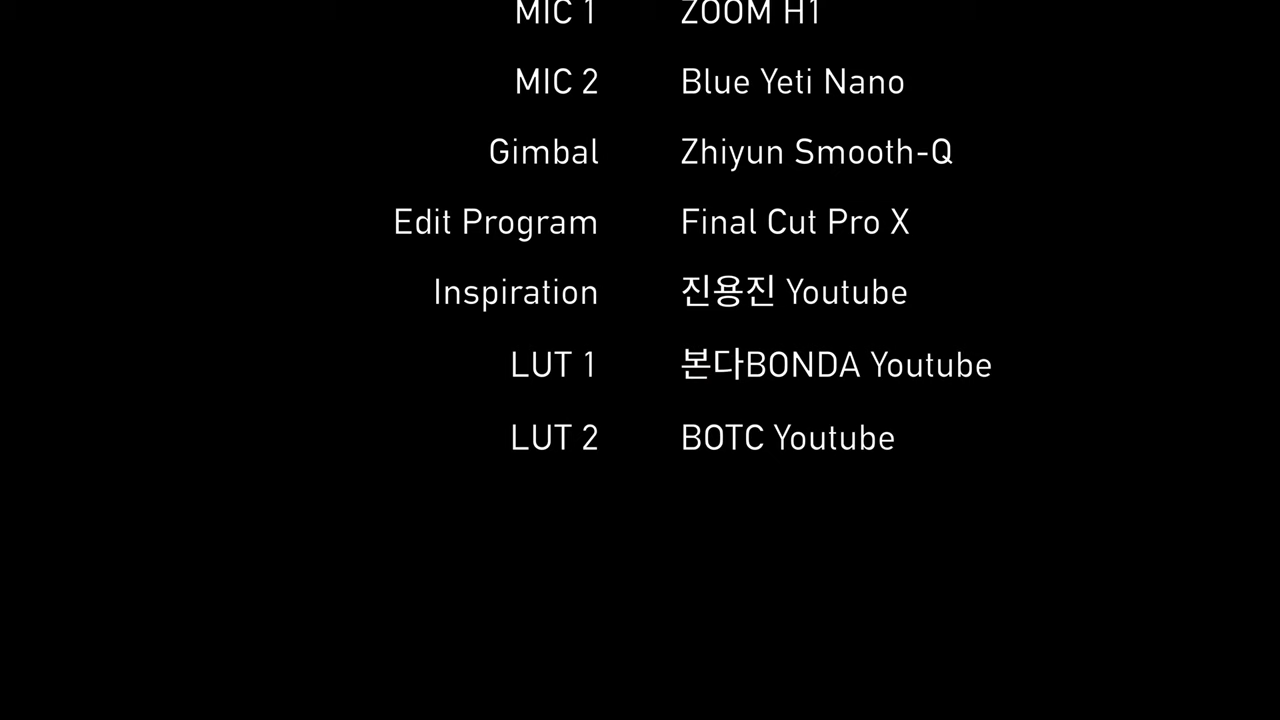 MIC 1 ZOOM H1
MIC 2 Blue Yeti Nano
Gimbal Zhiyun Smooth-Q
Edit Program Final Cut Pro X
Inspiration 진용진 Youtube
LUT 1 본다BONDA Youtube
LUT 2 BOTC Youtube